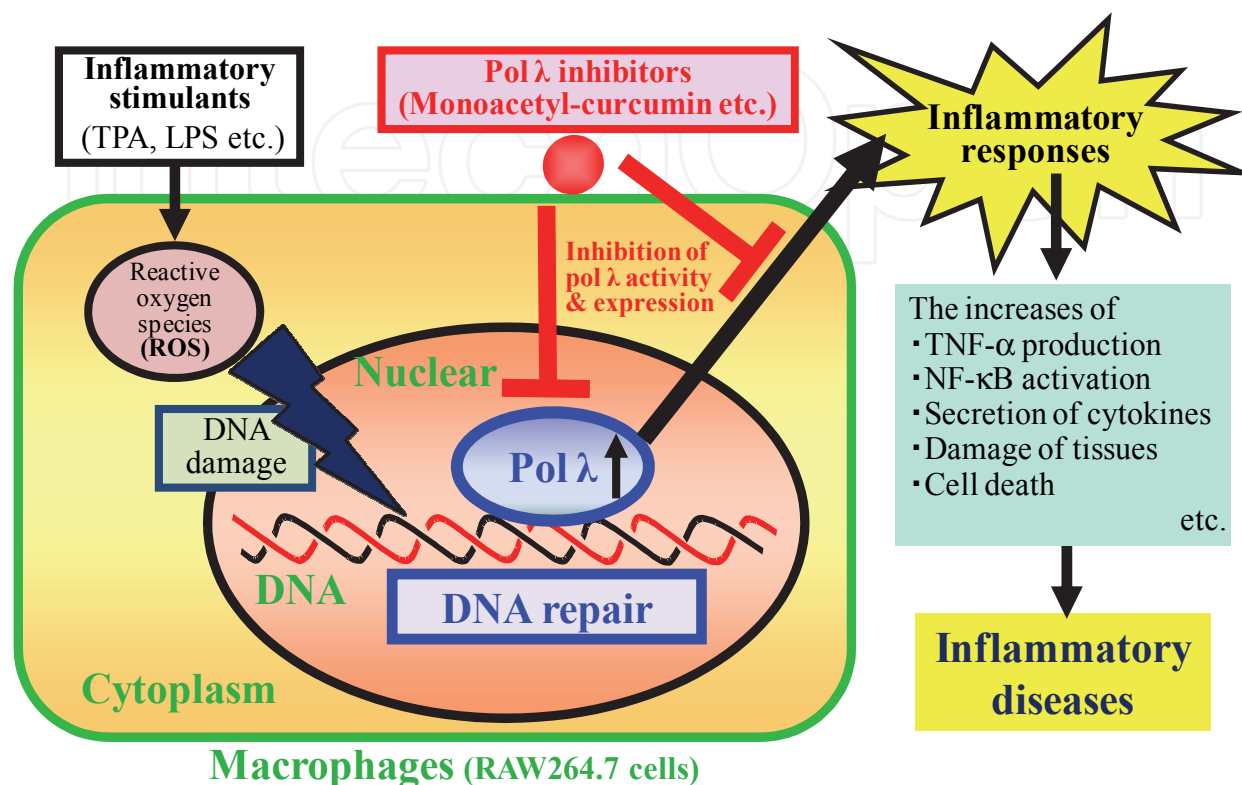 Inflammatory
stimulants
(TPA, LPS etc.)
Pol λ inhibitors
(Monoacetyl-curcumin etc.)
Inflammatory
responses
Reactive
oxygen
species
(ROS)
Inhibition of
pol λ activity
& expression
Nuclear
DNA
damage
Pol λ
DNA
DNA repair
Cytoplasm
Macrophages (RAW264.7 cells)
The increases of
・TNF-α production
・NF-κB activation
・Secretion of cytokines
・Damage of tissues
・Cell death
etc.
Inflammatory
diseases
IntechOpen